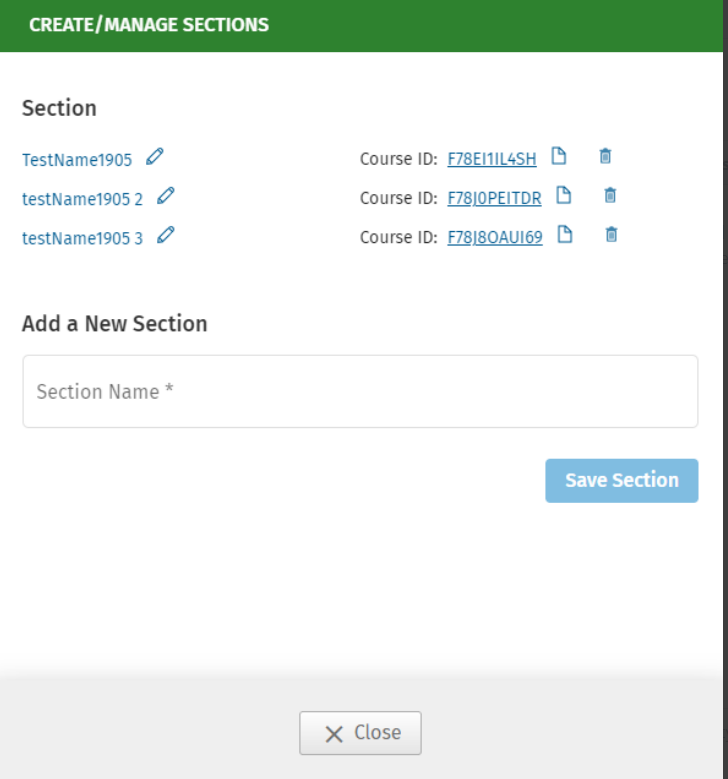 CREATE/MANAGE SECTIONS
Section
TestName1905 Course ID: F78EI1IL4SH
testName1905 2 Course ID: F78J0PEITDR
testName1905 3 Course ID: F78J8OAUI69
Add a New Section
Section Name *
Save Section
Close